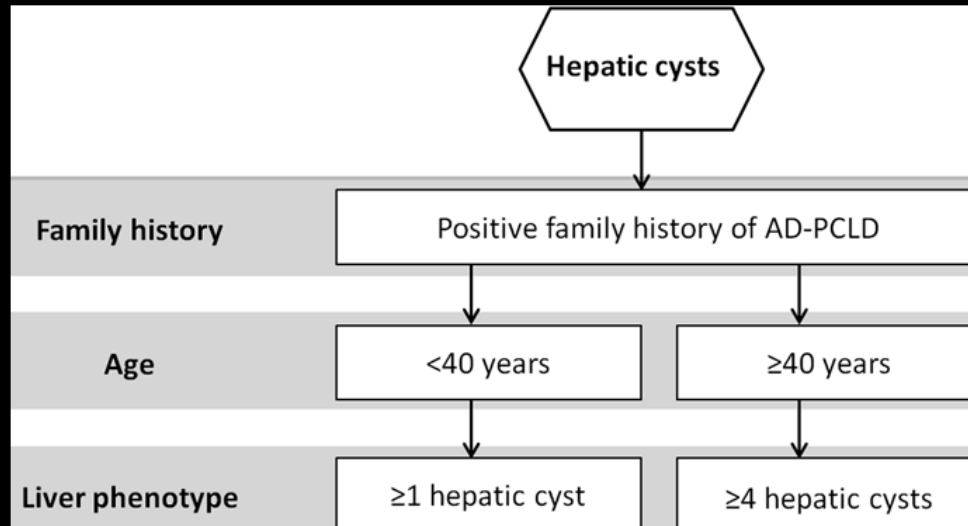 Hepatic cysts
Family history
Positive family history of AD-PCLD
Age
<40 years
≥40 years
Liver phenotype
≥1 hepatic cyst
≥4 hepatic cysts